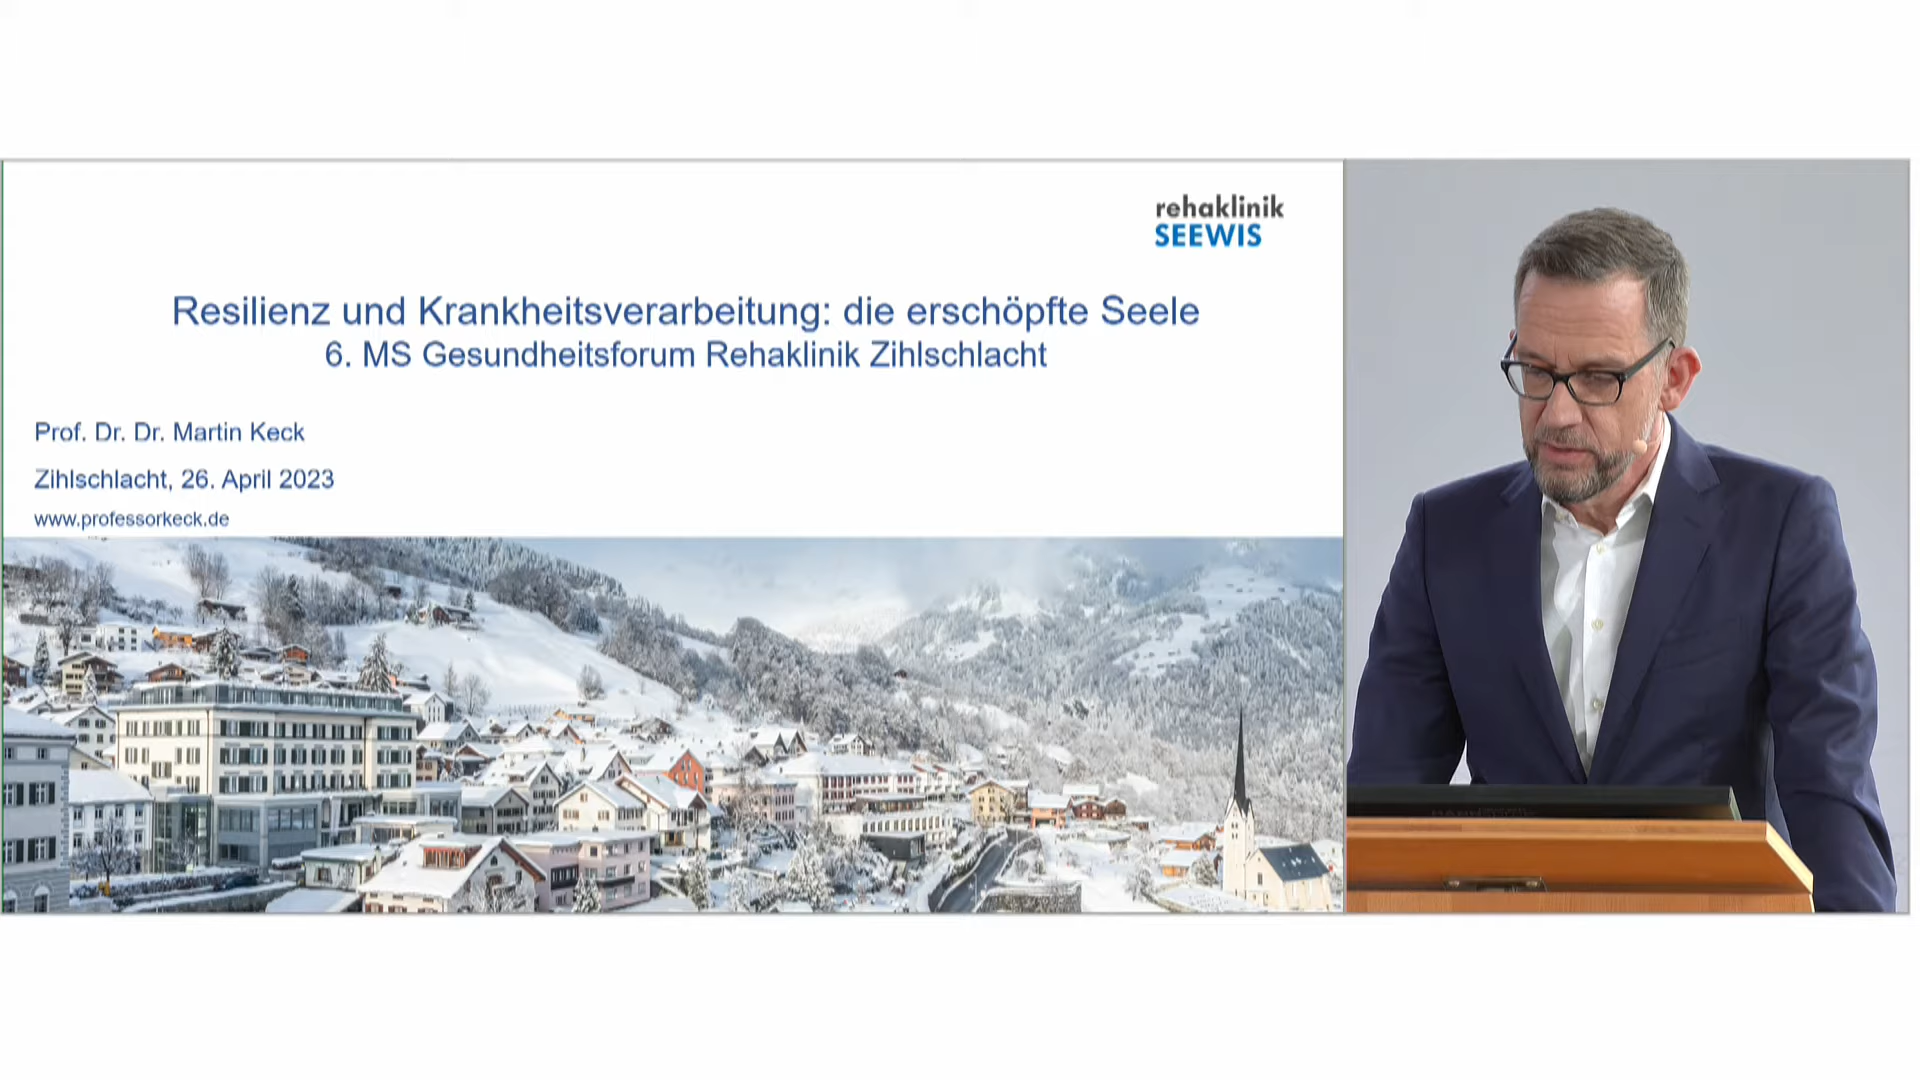 rehaklinik
SEEWIS
Resilienz und Krankheitsverarbeitung: die erschöpfte Seele
6. MS Gesundheitsforum Rehaklinik Zihlschlacht
Prof. Dr. Dr. Martin Keck
Zihlschlacht, 26. April 2023
www.professorkeck.de